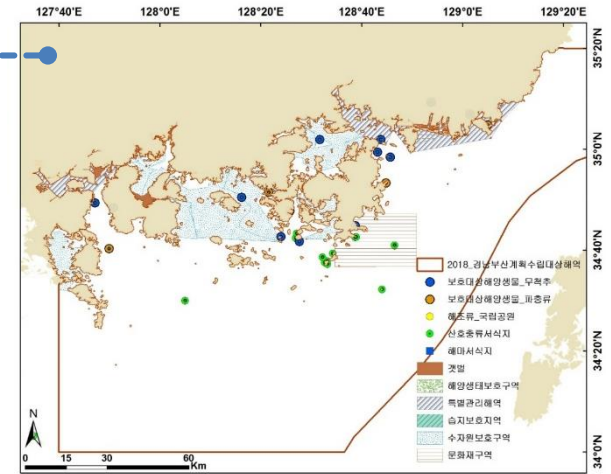 127°40'E 128°0'E 128°20'E 128°40'E 129°0'E 129°20'E
35°20'N
35°0'N
34°40'N
34°20'N
34°0'N
2018_경남부산계획수립대상해역
보호대상해양생물_무척추
보호대상해양생물_파충류
해조류_국립공원
산호충류서식지
해마서식지
갯벌
해양생태보호구역
특별관리해역
습지보호지역
수자원보호구역
문화재구역
N
0 15 30 60
Km